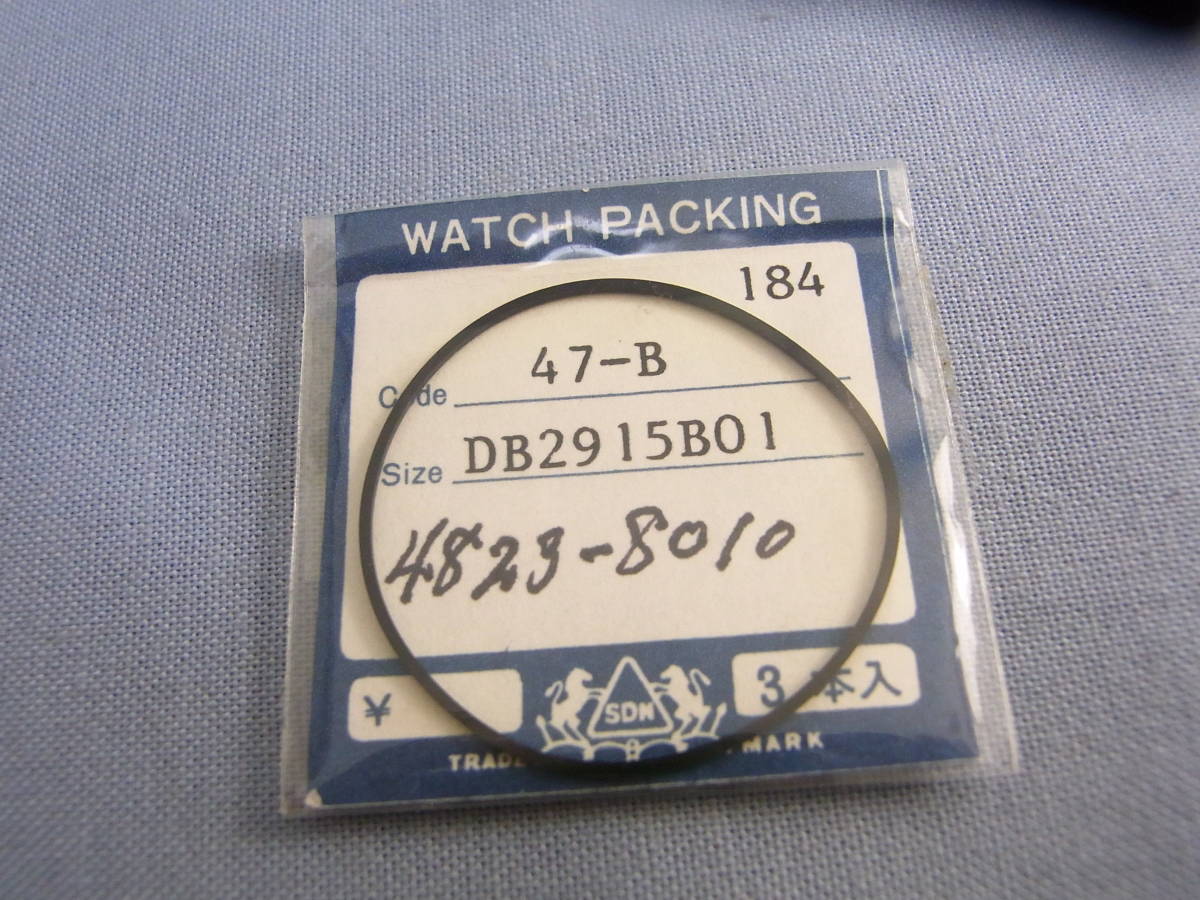 WATCH PACKING
184
Code 47-B
Size DB2915B01
4823-8010
¥
SDN
3本入
TRADE MARK